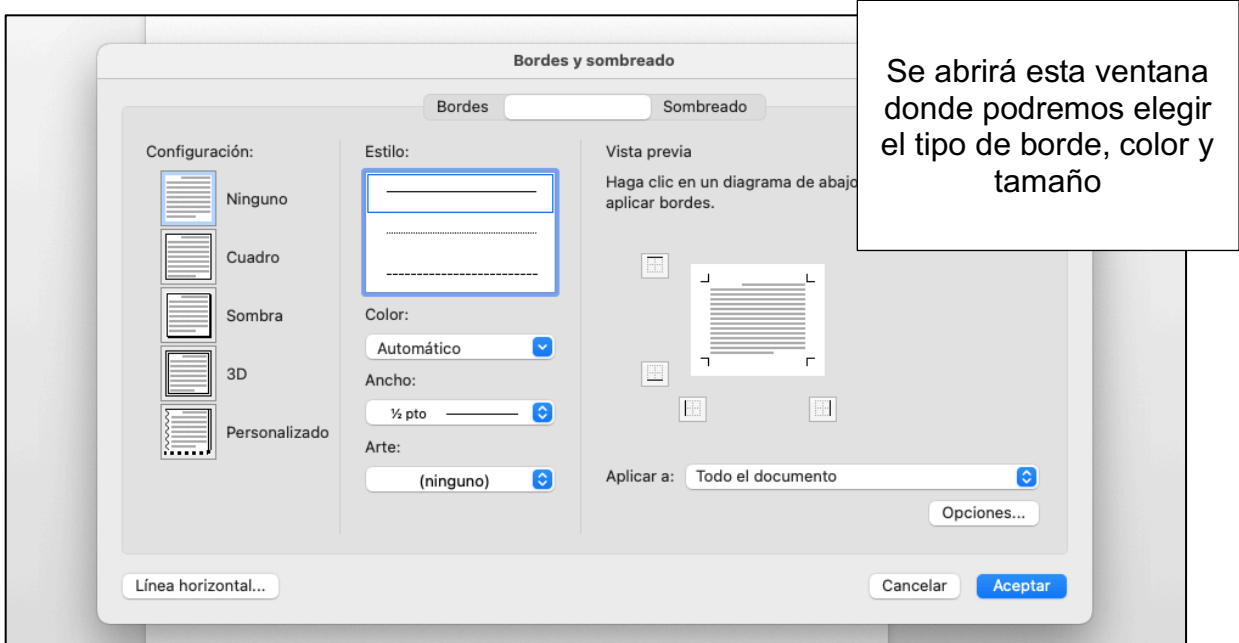 Bordes y sombreado
Se abrirá esta ventana
donde podremos elegir
el tipo de borde, color y
tamaño
Bordes
Sombreado
Configuración:
Ninguno
Cuadro
Sombra
3D
Personalizado
Estilo:
Color:
Automático
Ancho:
½ pto
Arte:
(ninguno)
Vista previa
Haga clic en un diagrama de abajo
aplicar bordes.
Aplicar a: Todo el documento
Opciones...
Línea horizontal...
Cancelar
Aceptar